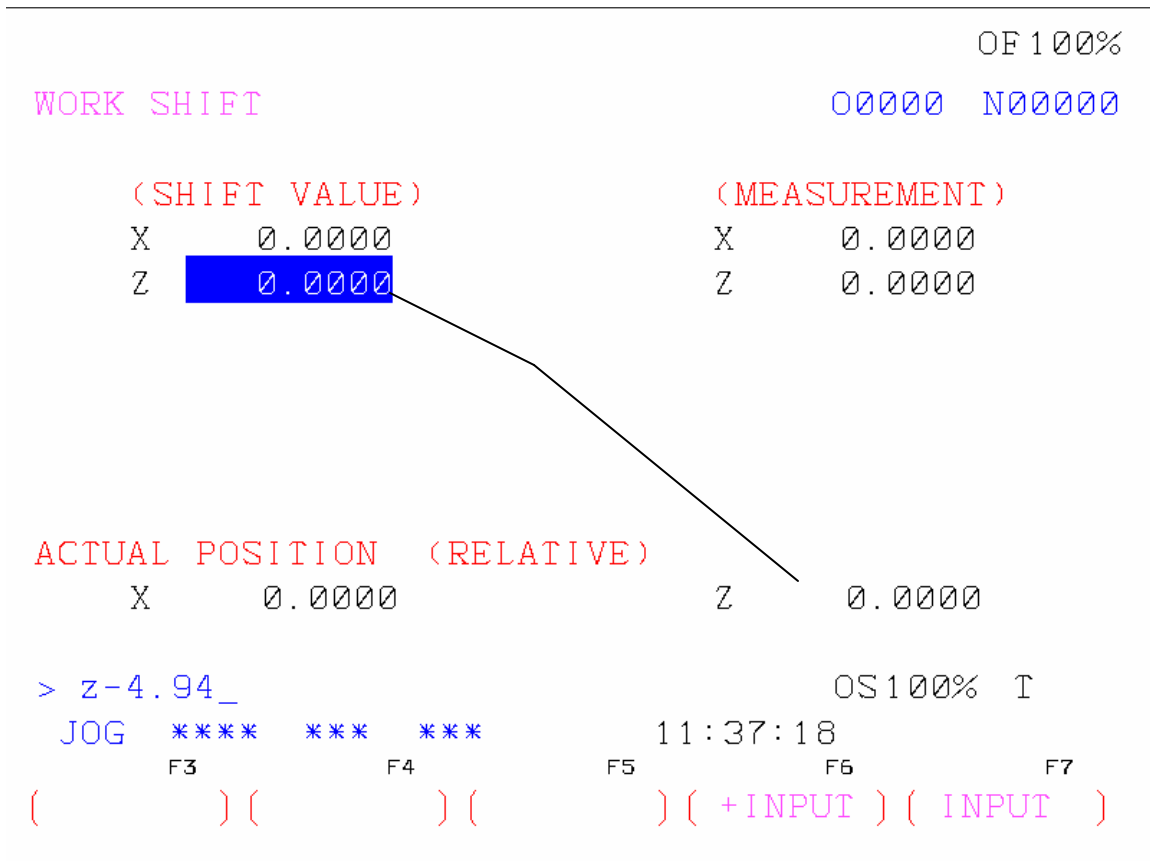 OF100%
WORK SHIFT O0000 N00000
(SHIFT VALUE) (MEASUREMENT)
X 0.0000 X 0.0000
Z 0.0000 Z 0.0000
ACTUAL POSITION (RELATIVE)
X 0.0000 Z 0.0000
> z-4.94_ OS100% T
JOG **** *** *** 11:37:18
F3 F4 F5 F6 F7
( ) ( ) ( ) ( +INPUT ) ( INPUT )